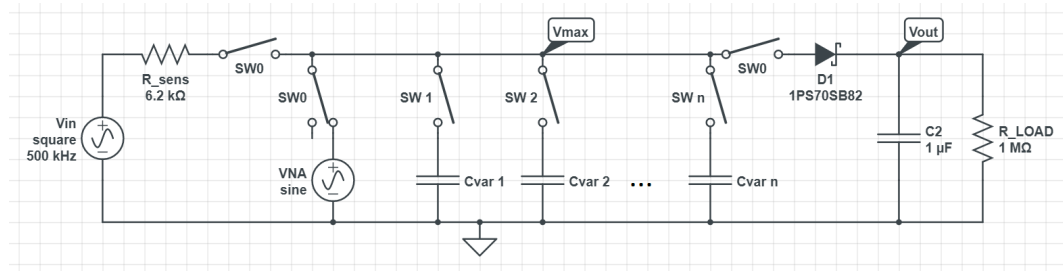 Vmax
Vout
R_sens
6.2 kΩ
SW0
SW0
D1
1PS70SB82
SW0
SW 1
SW 2
SW n
Vin
square
500 kHz
C2
1 µF
R_LOAD
1 MΩ
VNA
sine
Cvar 1
Cvar 2
...
Cvar n